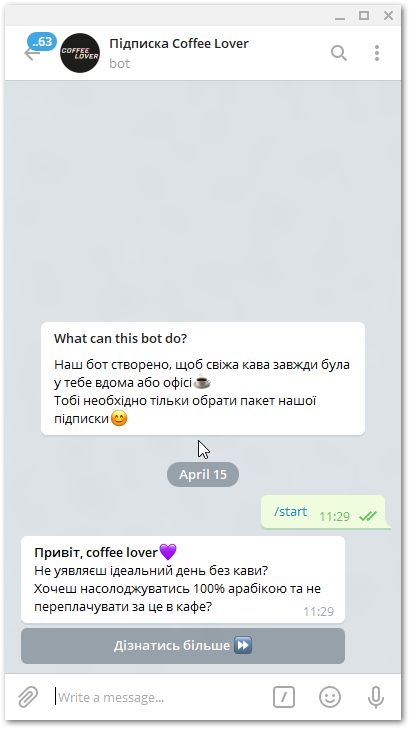 ..63
COFFEE
LOVER
Підписка Coffee Lover
bot
What can this bot do?
Наш бот створено, щоб свіжа кава завжди була
у тебе вдома або офісі☕
Тобі необхідно тільки обрати пакет нашої
підписки😊
April 15
/start 11:29
Привіт, coffee lover💜
Не уявляєш ідеальний день без кави?
Хочеш насолоджуватись 100% арабікою та не
переплачувати за це в кафе?
11:29
Дізнатись більше ⏩
Write a message...